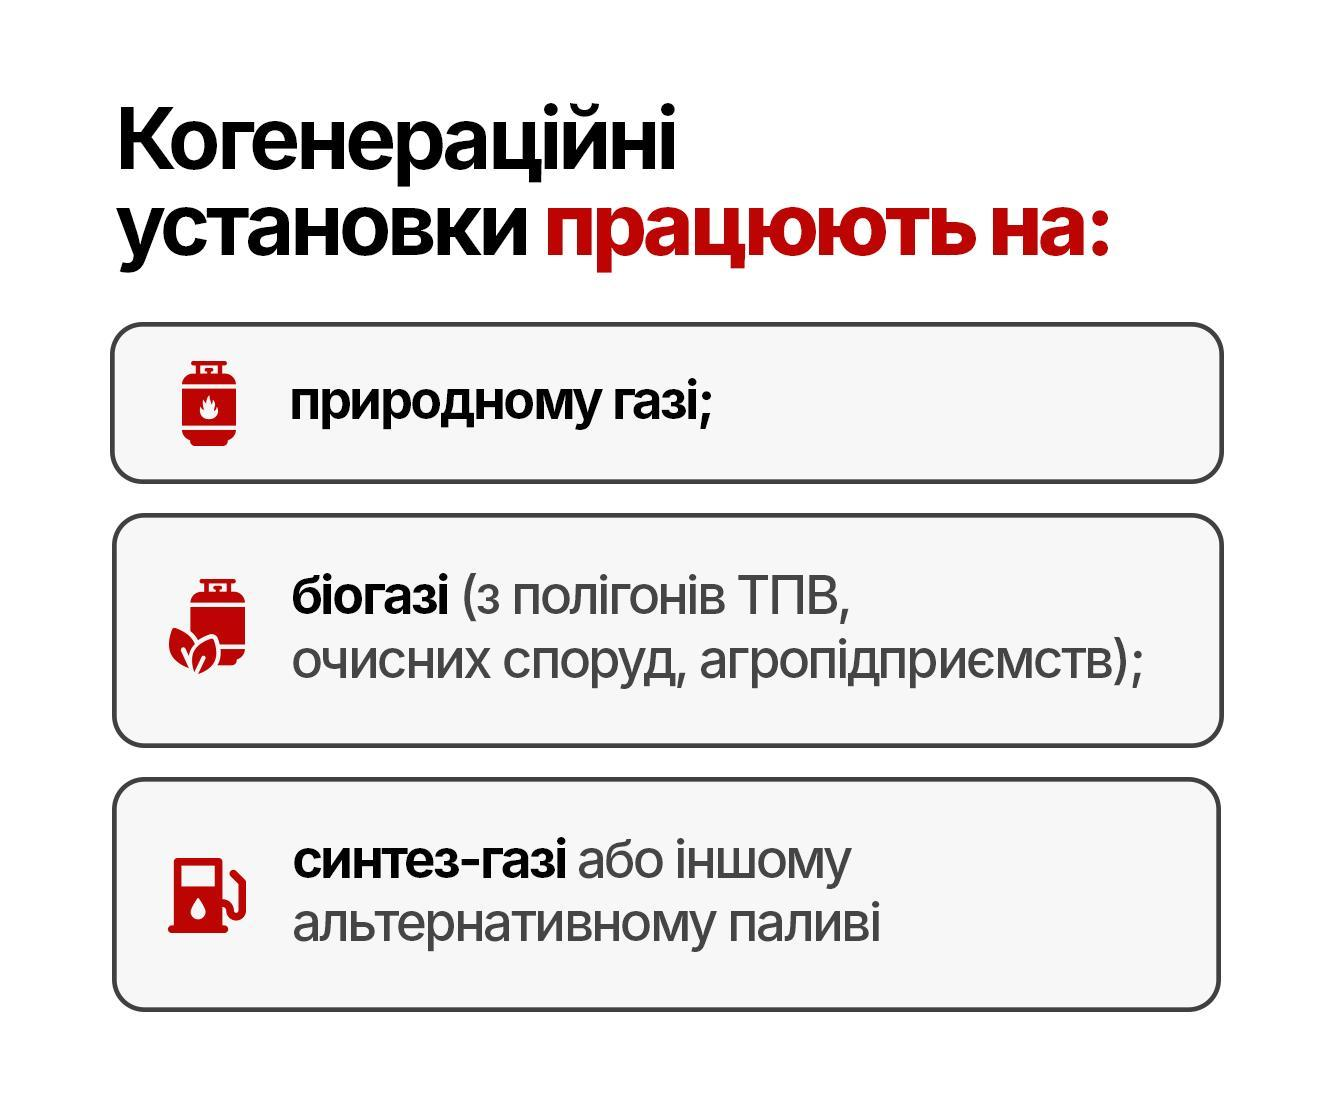 Когенераційні
установки працюють на:
природному газі;
біогазі (з полігонів ТПВ,
очисних споруд, агропідприємств);
синтез-газі або іншому
альтернативному паливі